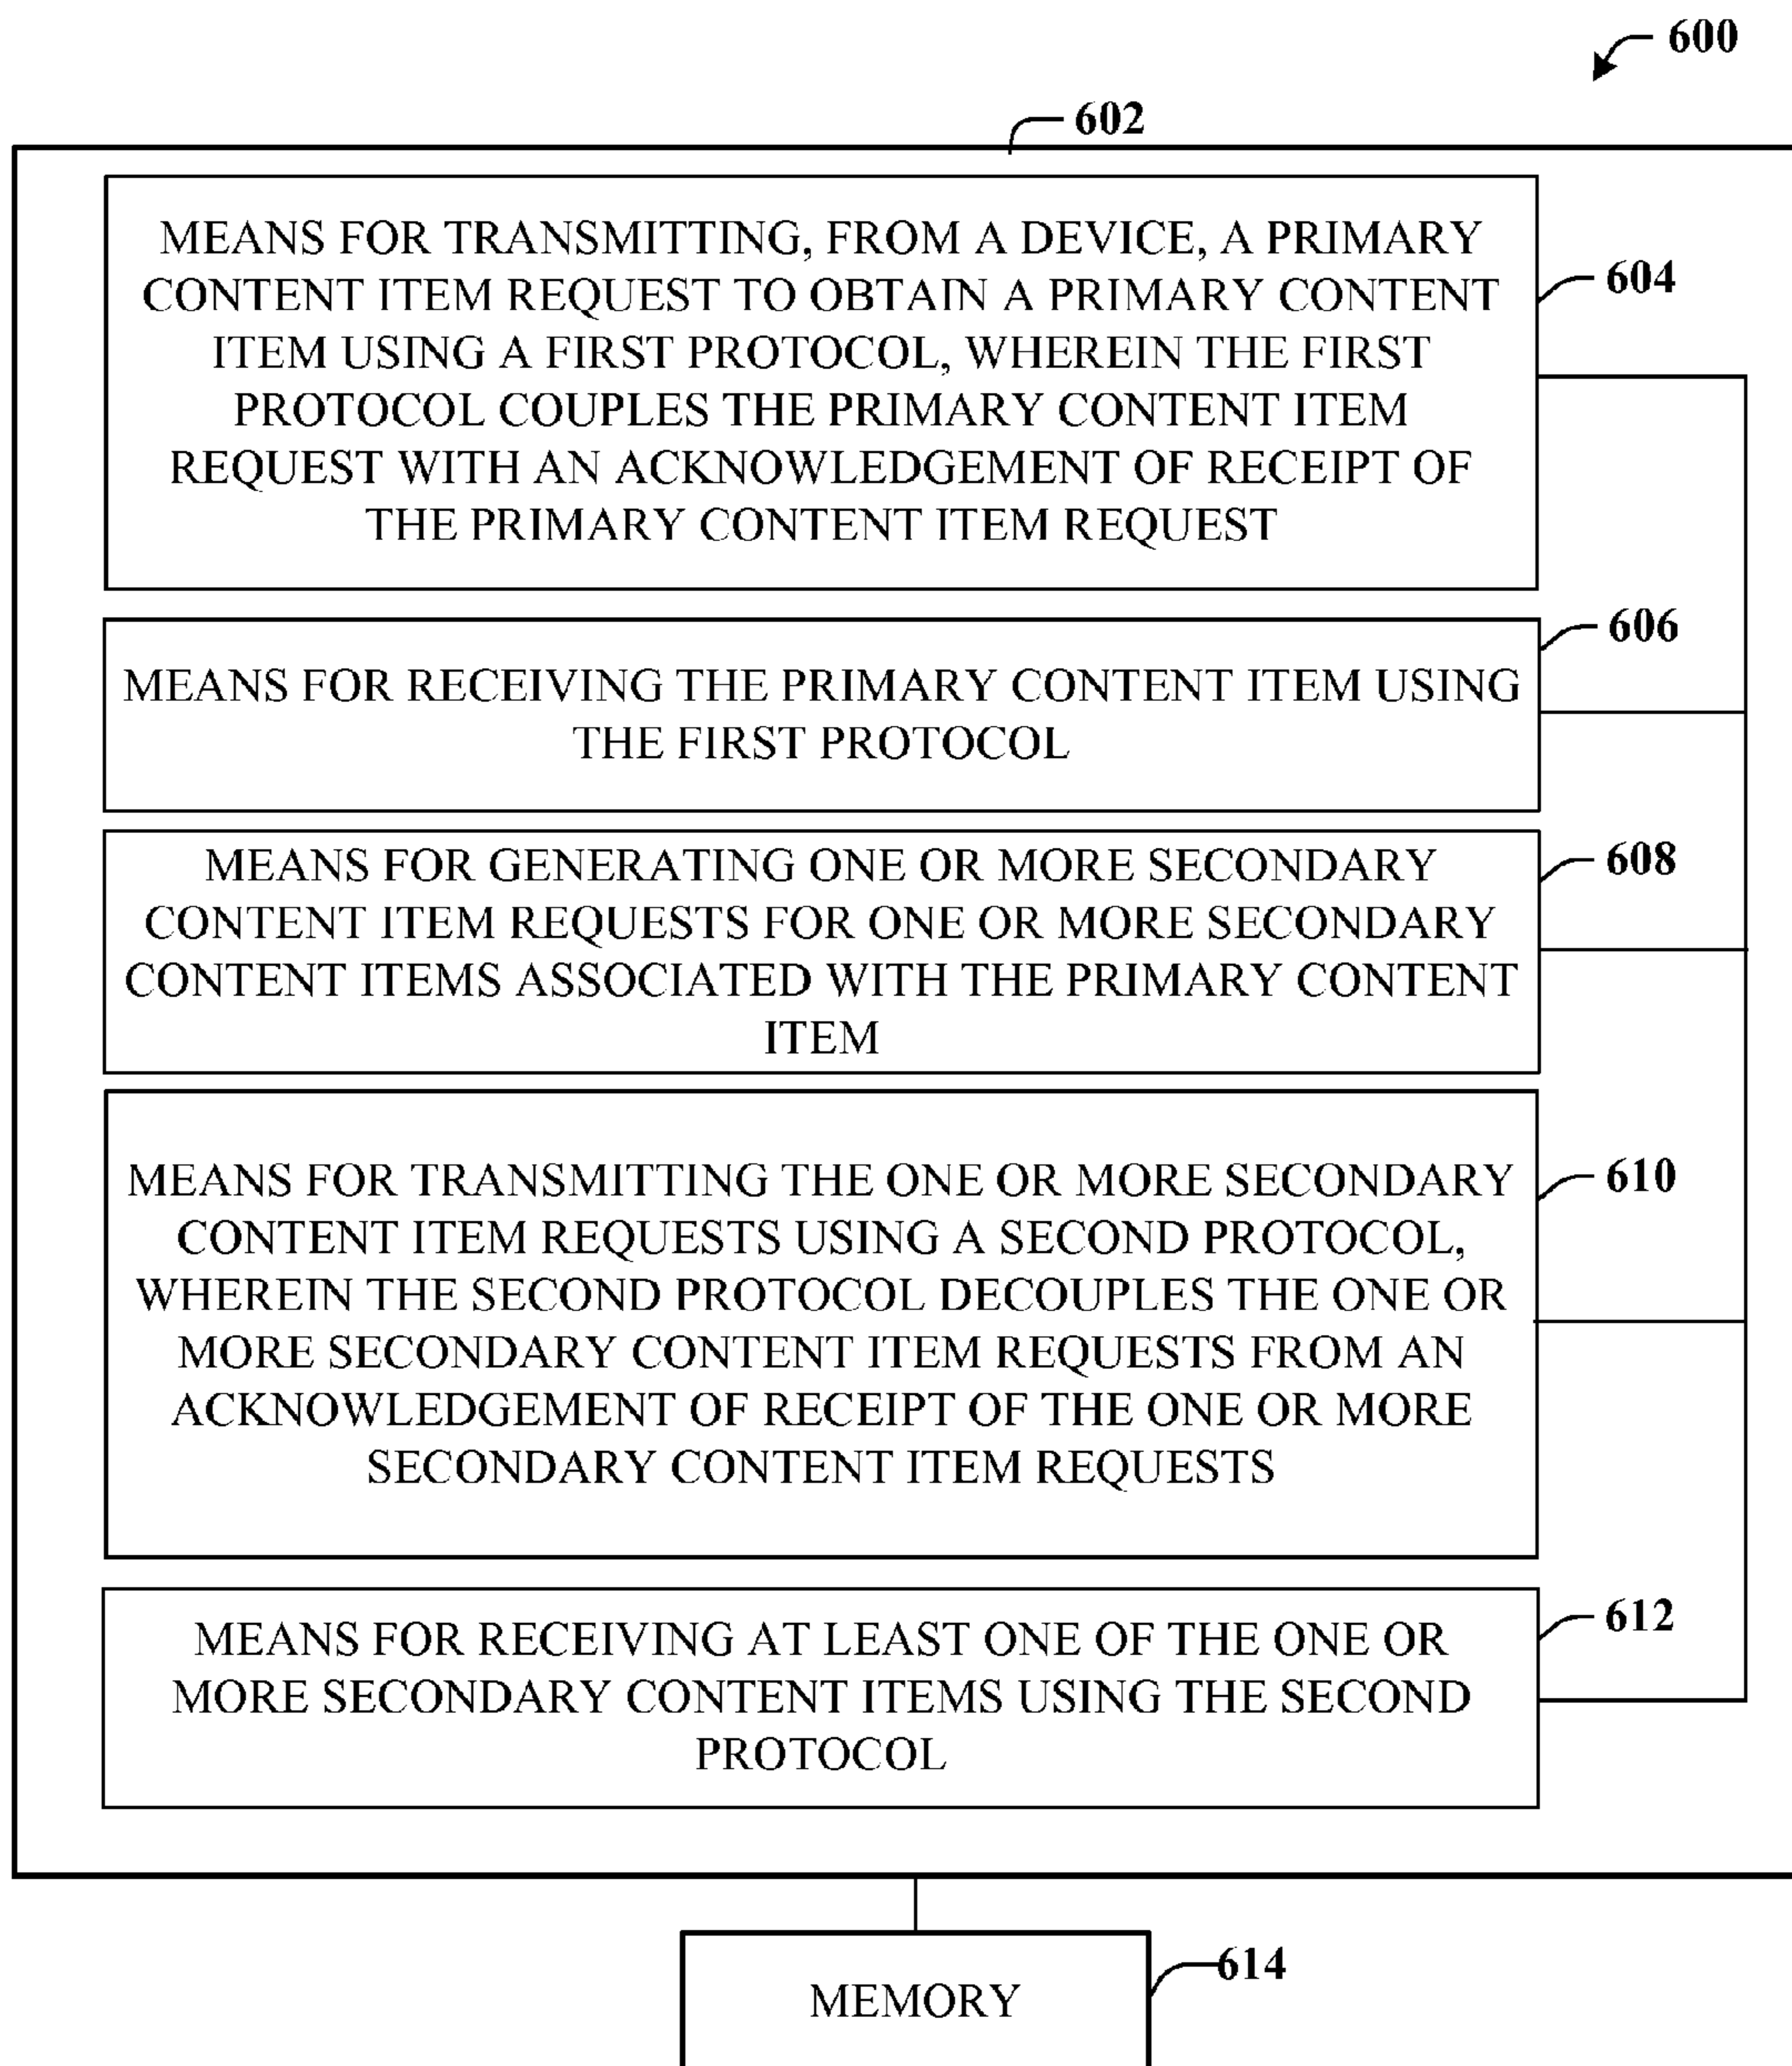 600
602
MEANS FOR TRANSMITTING, FROM A DEVICE, A PRIMARY
CONTENT ITEM REQUEST TO OBTAIN A PRIMARY CONTENT
ITEM USING A FIRST PROTOCOL, WHEREIN THE FIRST
PROTOCOL COUPLES THE PRIMARY CONTENT ITEM
REQUEST WITH AN ACKNOWLEDGEMENT OF RECEIPT OF
THE PRIMARY CONTENT ITEM REQUEST
604
606
MEANS FOR RECEIVING THE PRIMARY CONTENT ITEM USING
THE FIRST PROTOCOL
MEANS FOR GENERATING ONE OR MORE SECONDARY
CONTENT ITEM REQUESTS FOR ONE OR MORE SECONDARY
CONTENT ITEMS ASSOCIATED WITH THE PRIMARY CONTENT
ITEM
608
MEANS FOR TRANSMITTING THE ONE OR MORE SECONDARY
CONTENT ITEM REQUESTS USING A SECOND PROTOCOL,
WHEREIN THE SECOND PROTOCOL DECOUPLES THE ONE OR
MORE SECONDARY CONTENT ITEM REQUESTS FROM AN
ACKNOWLEDGEMENT OF RECEIPT OF THE ONE OR MORE
SECONDARY CONTENT ITEM REQUESTS
610
MEANS FOR RECEIVING AT LEAST ONE OF THE ONE OR
MORE SECONDARY CONTENT ITEMS USING THE SECOND
PROTOCOL
612
MEMORY
614